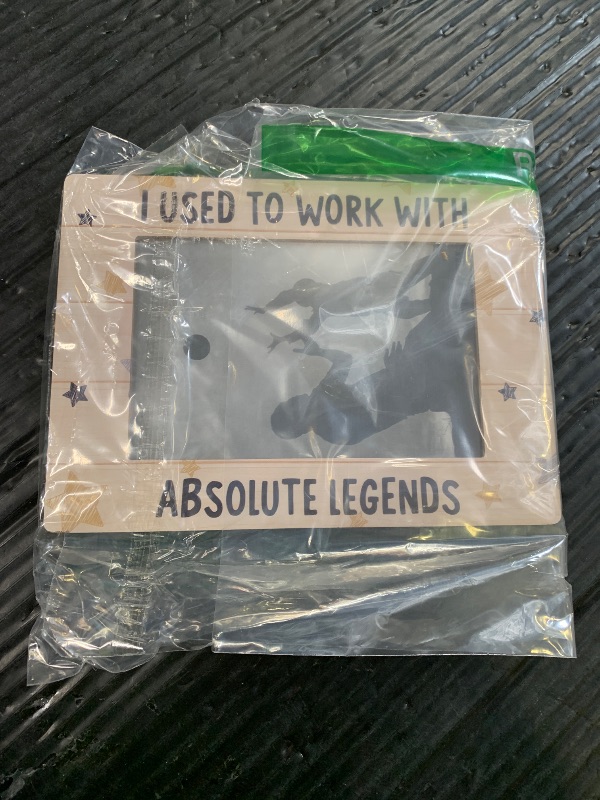 I USED TO WORK WITH
ABSOLUTE LEGENDS